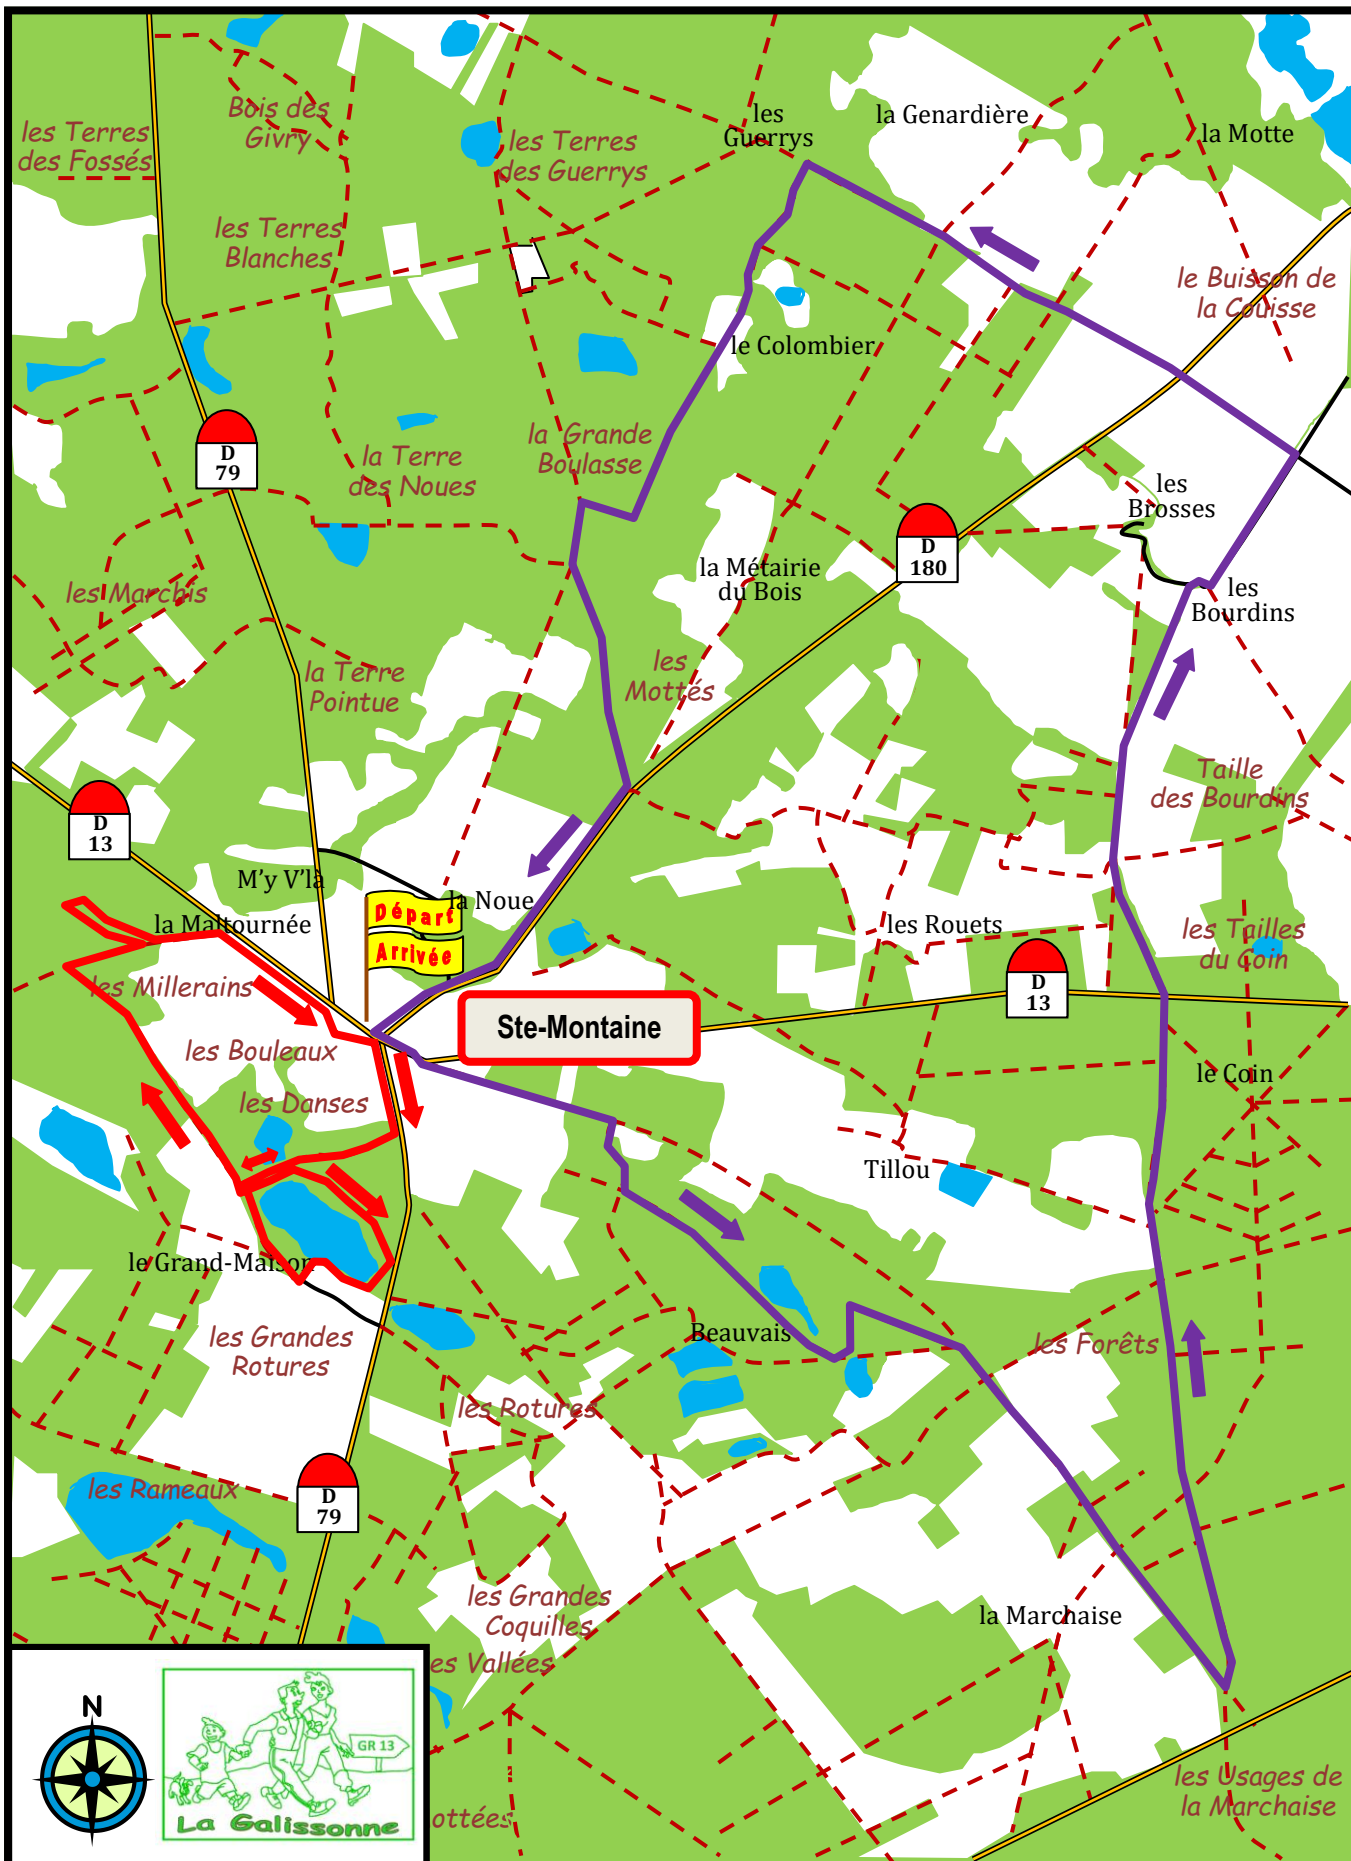 les
Guerrys
la Genardière
la Motte
Bois des
Givry
les Terres
des Fossés
les Terres
des Guerrys
les Terres
Blanches
le Buisson de
la Couisse
le Colombier
la Grande
Boulasse
D
79
la Terre
des Noues
les
Brosses
D
180
la Métairie
du Bois
les Marchis
les
Bourdins
la Terre
Pointue
les
Mottés
Taille
des Bourdins
D
13
M'y V'là
la Noue
Départ
Arrivée
la Maltournée
les Rouets
les Tailles
du Coin
D
13
les Millerains
Ste-Montaine
les Bouleaux
le Coin
les Danses
Tillou
le Grand-Maison
les Grandes
Rotures
Beauvais
les Forêts
les Rotures
les Rameaux
D
79
les Grandes
Coquilles
la Marchaise
es Vallées
N
GR 13
La Galissonne
ottées
les Usages de
la Marchaise